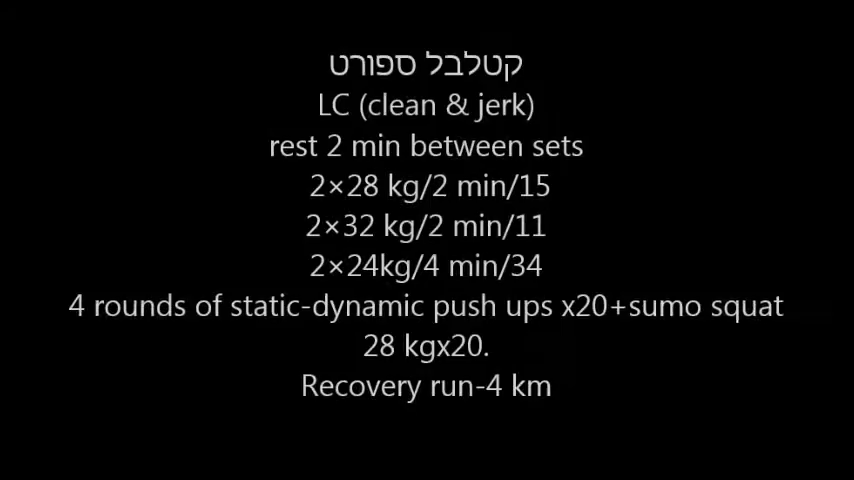 קטלבל ספורט
LC (clean & jerk)
rest 2 min between sets
2×28 kg/2 min/15
2×32 kg/2 min/11
2×24kg/4 min/34
4 rounds of static-dynamic push ups x20+sumo squat
28 kgx20.
Recovery run-4 km